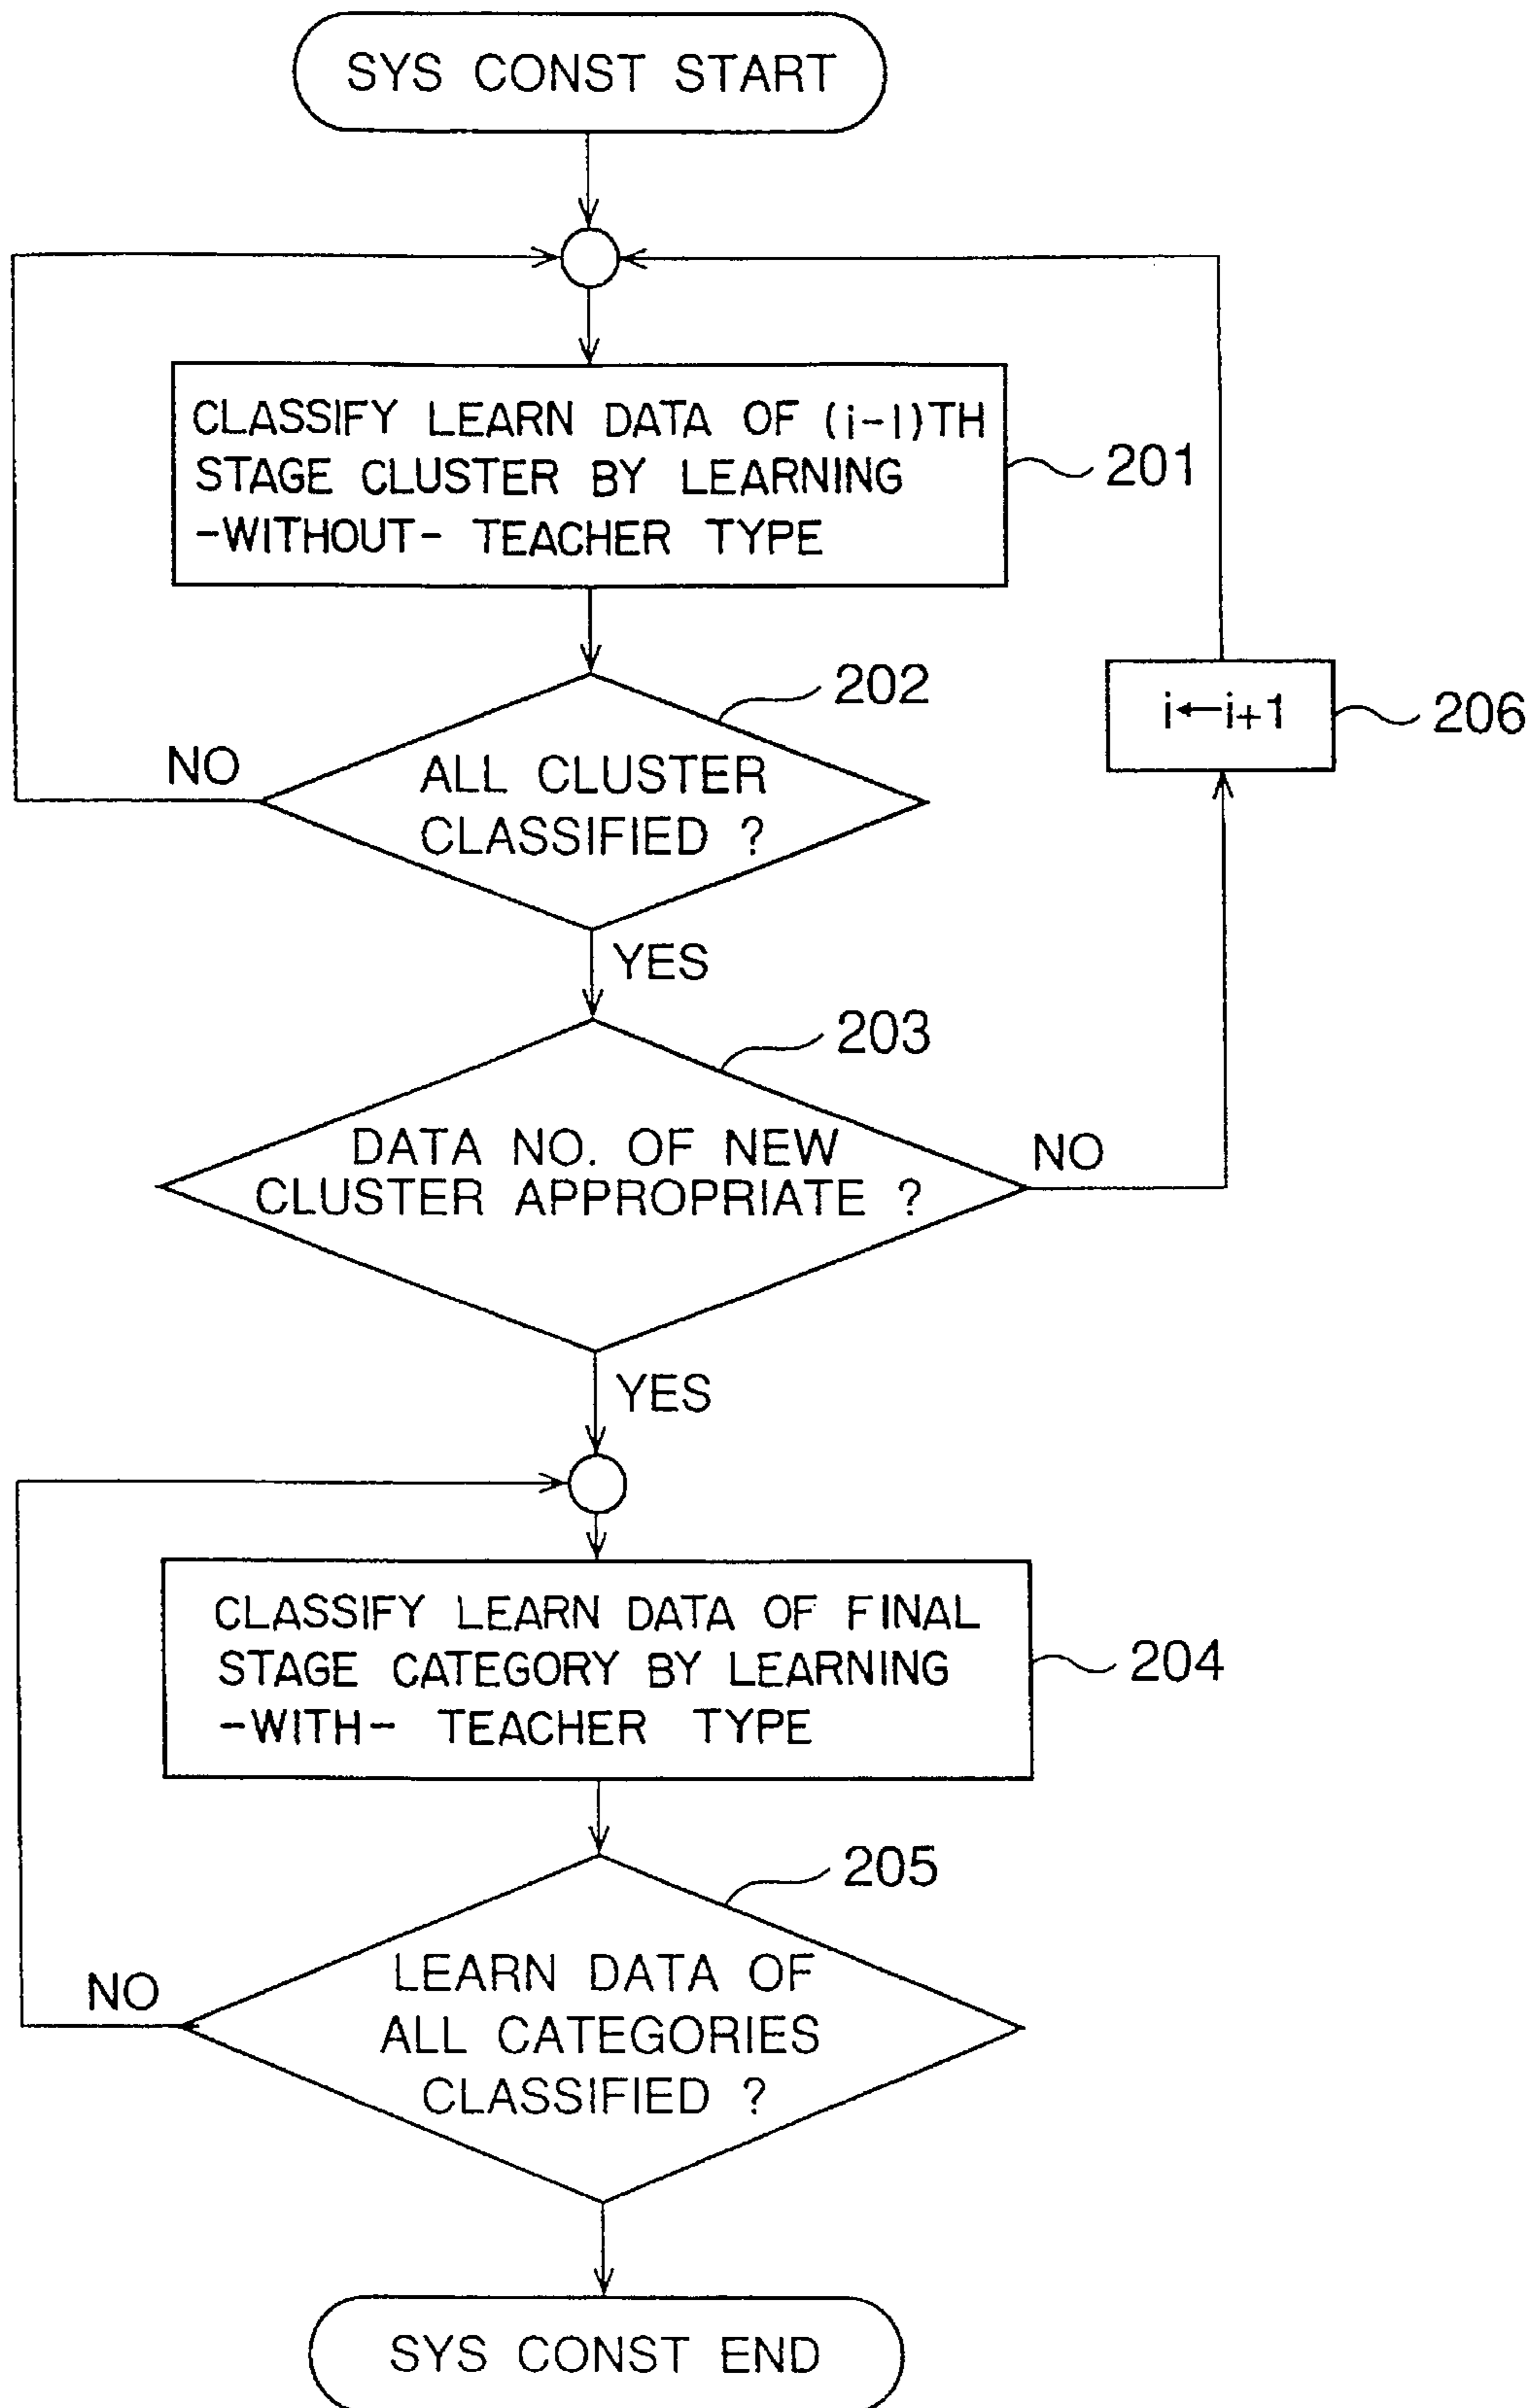 SYS CONST START
CLASSIFY LEARN DATA OF (i-1)TH
STAGE CLUSTER BY LEARNING
-WITHOUT- TEACHER TYPE
201
202
NO
ALL CLUSTER
CLASSIFIED ?
i←i+1
206
YES
203
DATA NO. OF NEW
CLUSTER APPROPRIATE ?
NO
YES
CLASSIFY LEARN DATA OF FINAL
STAGE CATEGORY BY LEARNING
-WITH- TEACHER TYPE
204
205
NO
LEARN DATA OF
ALL CATEGORIES
CLASSIFIED ?
SYS CONST END